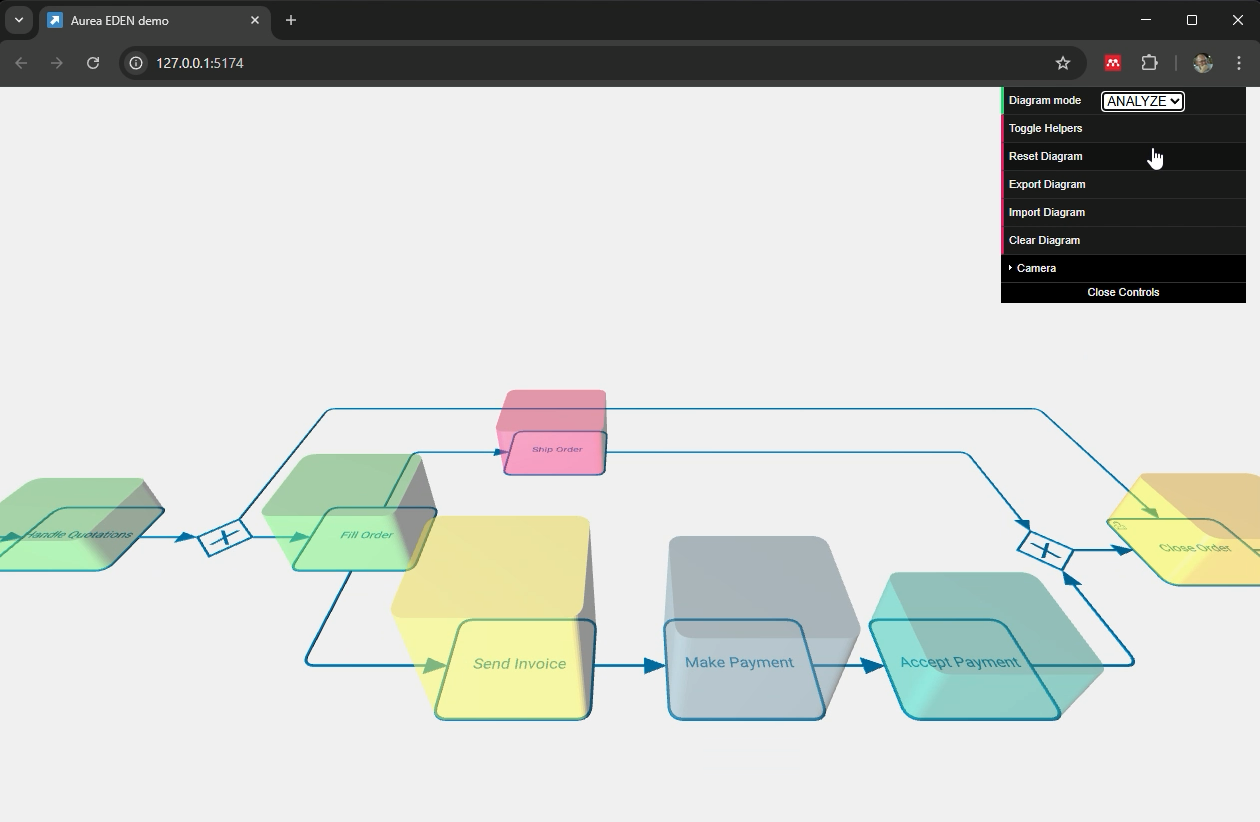 Aurea EDEN demo
127.0.0.1:5174
Diagram mode ANALYZE
Toggle Helpers
Reset Diagram
Export Diagram
Import Diagram
Clear Diagram
Camera
Close Controls
Ship Order
Handle Quotations
Fill Order
Close Order
Send Invoice
Make Payment
Accept Payment